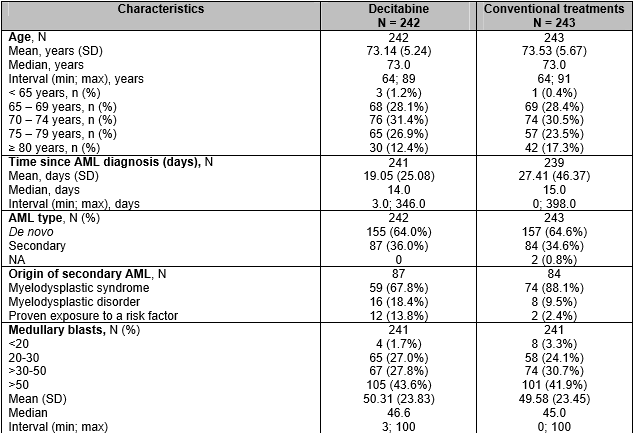 Characteristics Decitabine N = 242 Conventional treatments N = 243
Age, N 242 243
Mean, years (SD) 73.14 (5.24) 73.53 (5.67)
Median, years 73.0 73.0
Interval (min; max), years 64; 89 64; 91
< 65 years, n (%) 3 (1.2%) 1 (0.4%)
65 – 69 years, n (%) 68 (28.1%) 69 (28.4%)
70 – 74 years, n (%) 76 (31.4%) 74 (30.5%)
75 – 79 years, n (%) 65 (26.9%) 57 (23.5%)
≥ 80 years, n (%) 30 (12.4%) 42 (17.3%)
Time since AML diagnosis (days), N 241 239
Mean, days (SD) 19.05 (25.08) 27.41 (46.37)
Median, days 14.0 15.0
Interval (min; max), days 3.0; 346.0 0; 398.0
AML type, N (%) 242 243
De novo 155 (64.0%) 157 (64.6%)
Secondary 87 (36.0%) 84 (34.6%)
NA 0 2 (0.8%)
Origin of secondary AML, N 87 84
Myelodysplastic syndrome 59 (67.8%) 74 (88.1%)
Myelodysplastic disorder 16 (18.4%) 8 (9.5%)
Proven exposure to a risk factor 12 (13.8%) 2 (2.4%)
Medullary blasts, N (%) 241 241
<20 4 (1.7%) 8 (3.3%)
20-30 65 (27.0%) 58 (24.1%)
>30-50 67 (27.8%) 74 (30.7%)
>50 105 (43.6%) 101 (41.9%)
Mean (SD) 50.31 (23.83) 49.58 (23.45)
Median 46.6 45.0
Interval (min; max) 3; 100 0; 100